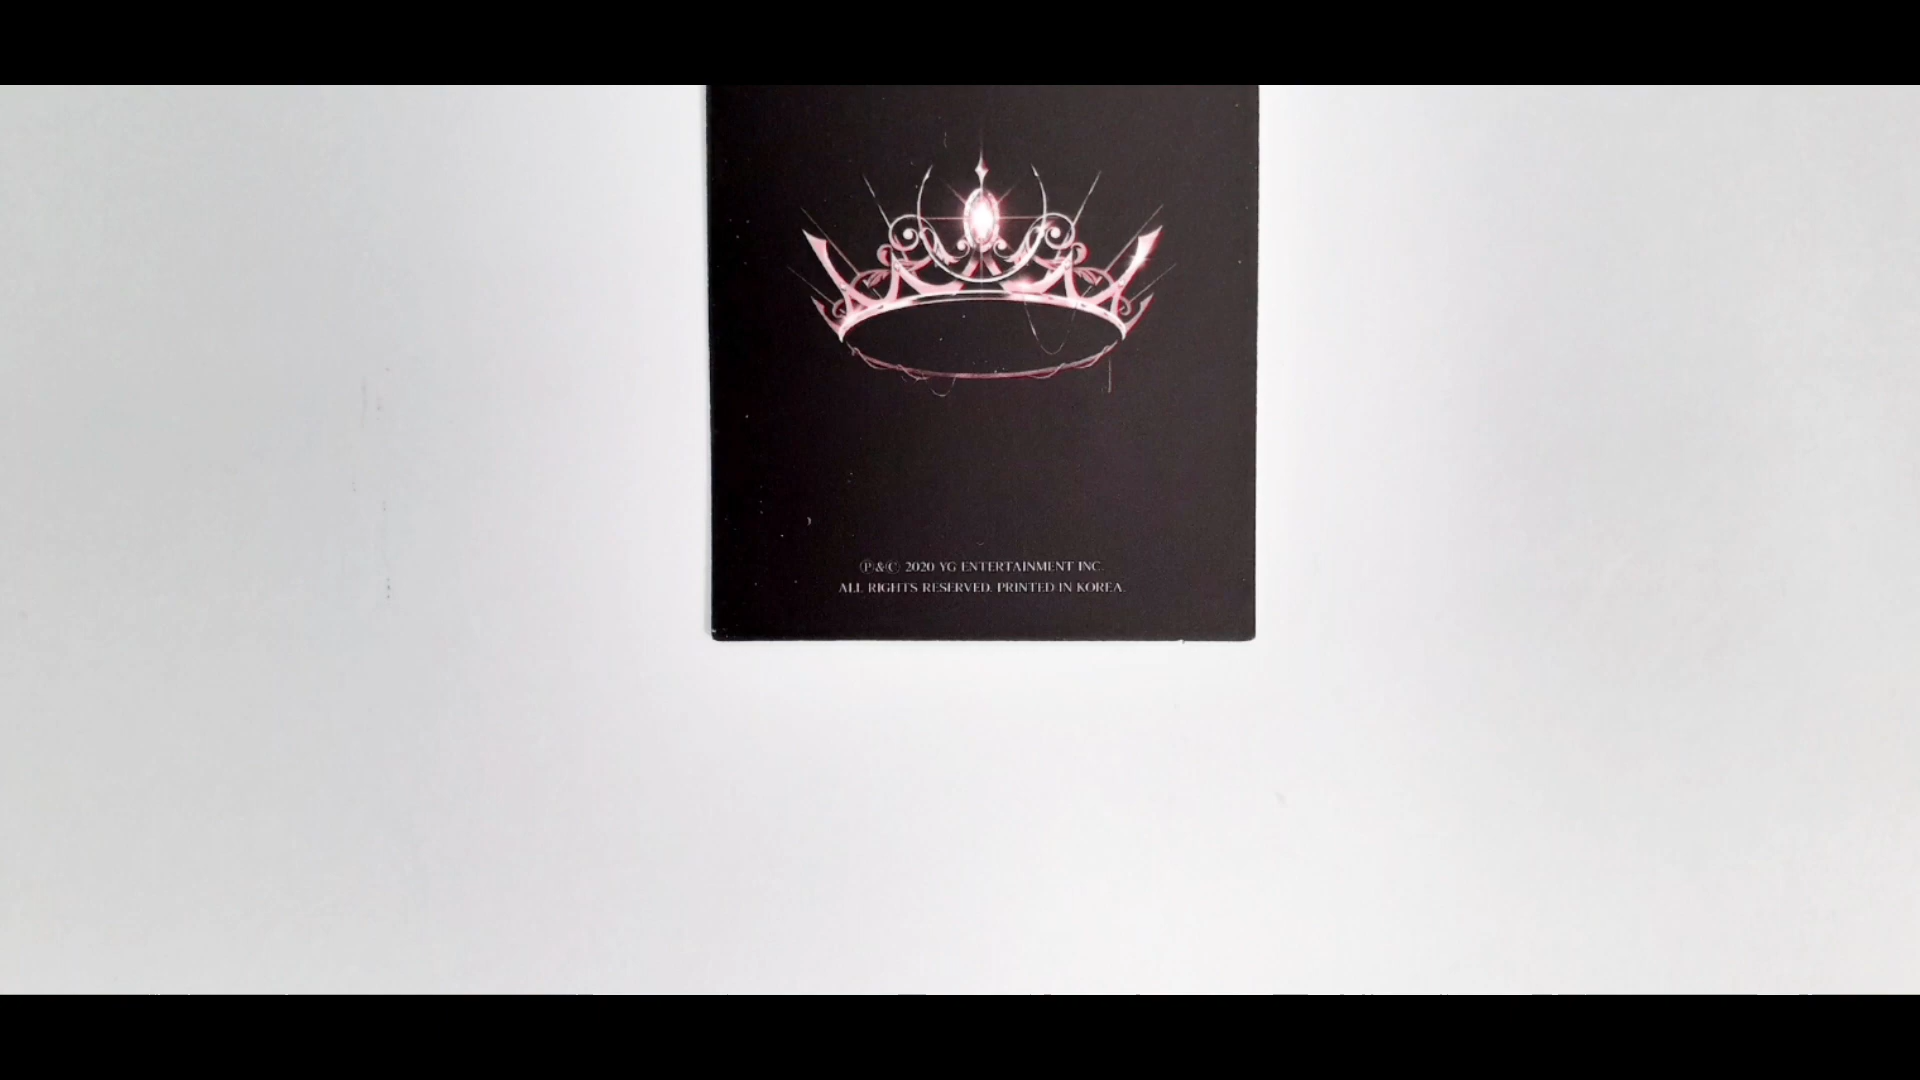 Ⓟ&Ⓒ 2020 YG ENTERTAINMENT INC.
ALL RIGHTS RESERVED. PRINTED IN KOREA.